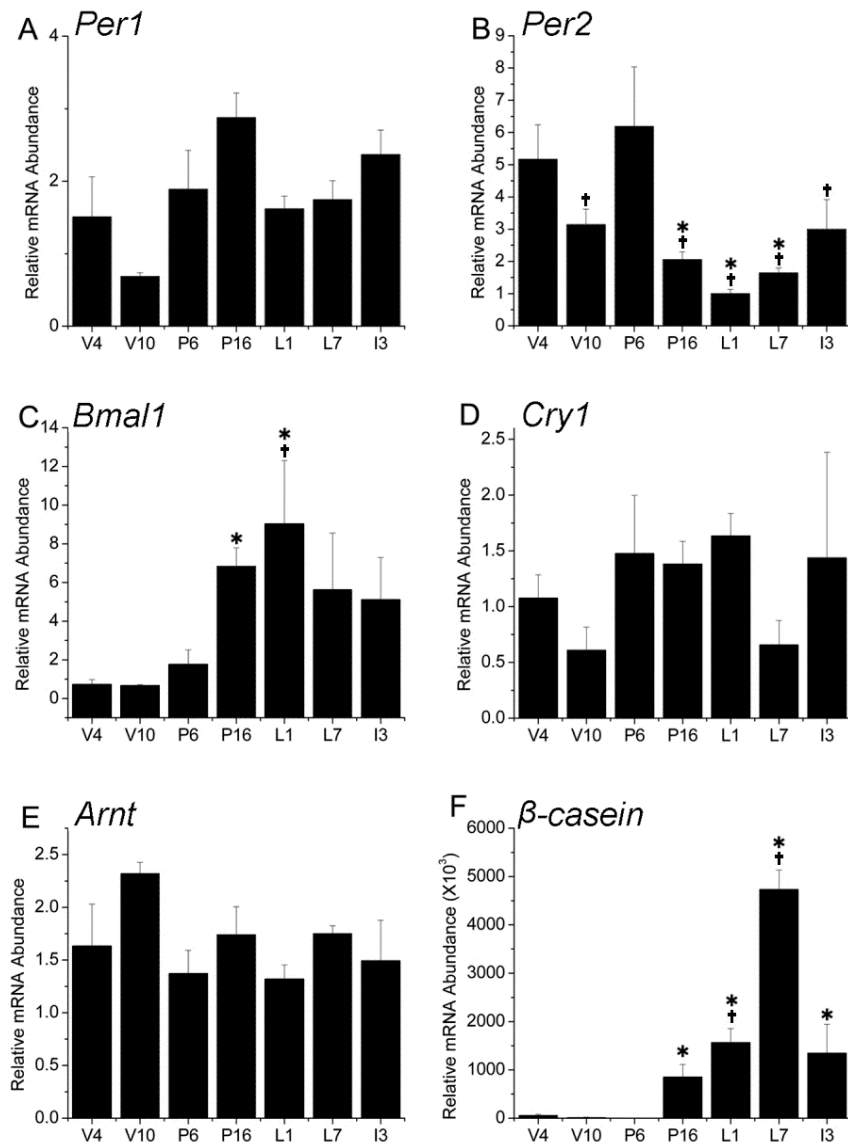 A Per1
Relative mRNA Abundance
4
2
0
V4 V10 P6 P16 L1 L7 I3
B Per2
Relative mRNA Abundance
9
8
7
6
5
4
3
2
1
0
† * † * † * † †
V4 V10 P6 P16 L1 L7 I3
C Bmal1
Relative mRNA Abundance
14
12
10
8
6
4
2
0
* * †
V4 V10 P6 P16 L1 L7 I3
D Cry1
Relative mRNA Abundance
2.5
2.0
1.5
1.0
0.5
0.0
V4 V10 P6 P16 L1 L7 I3
E Arnt
Relative mRNA Abundance
2.5
2.0
1.5
1.0
0.5
0.0
V4 V10 P6 P16 L1 L7 I3
F β-casein
Relative mRNA Abundance (X10³)
6000
5000
4000
3000
2000
1000
0
* * † * † *
V4 V10 P6 P16 L1 L7 I3